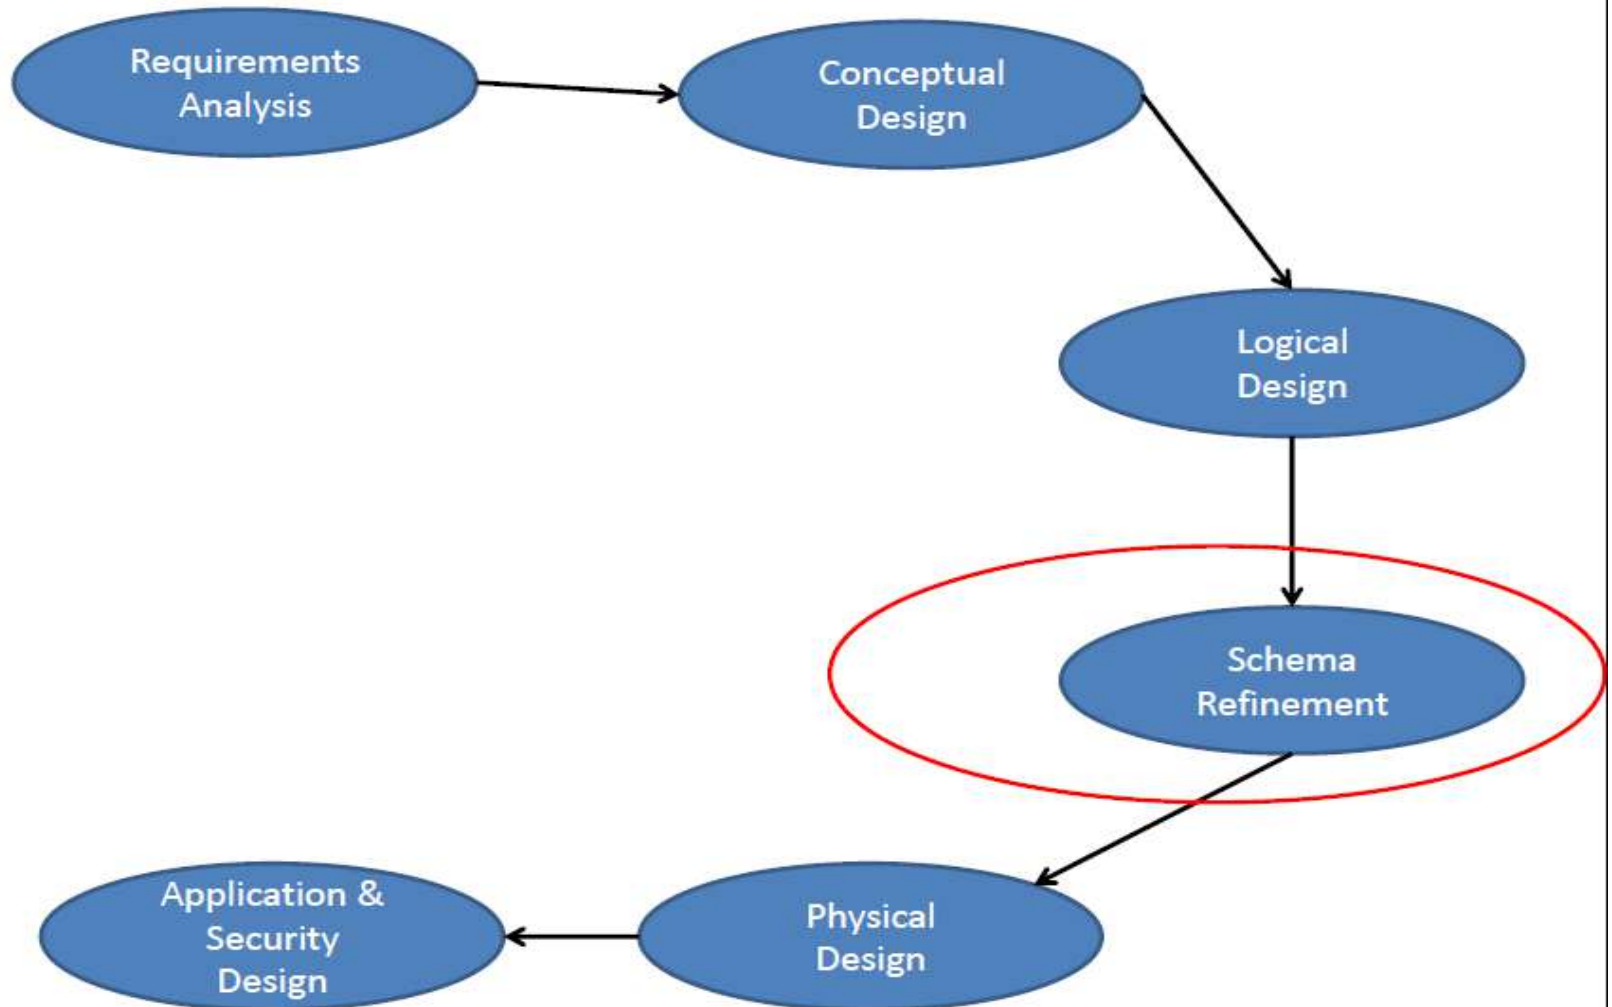 Requirements
Analysis
Conceptual
Design
Logical
Design
Schema
Refinement
Physical
Design
Application &
Security
Design